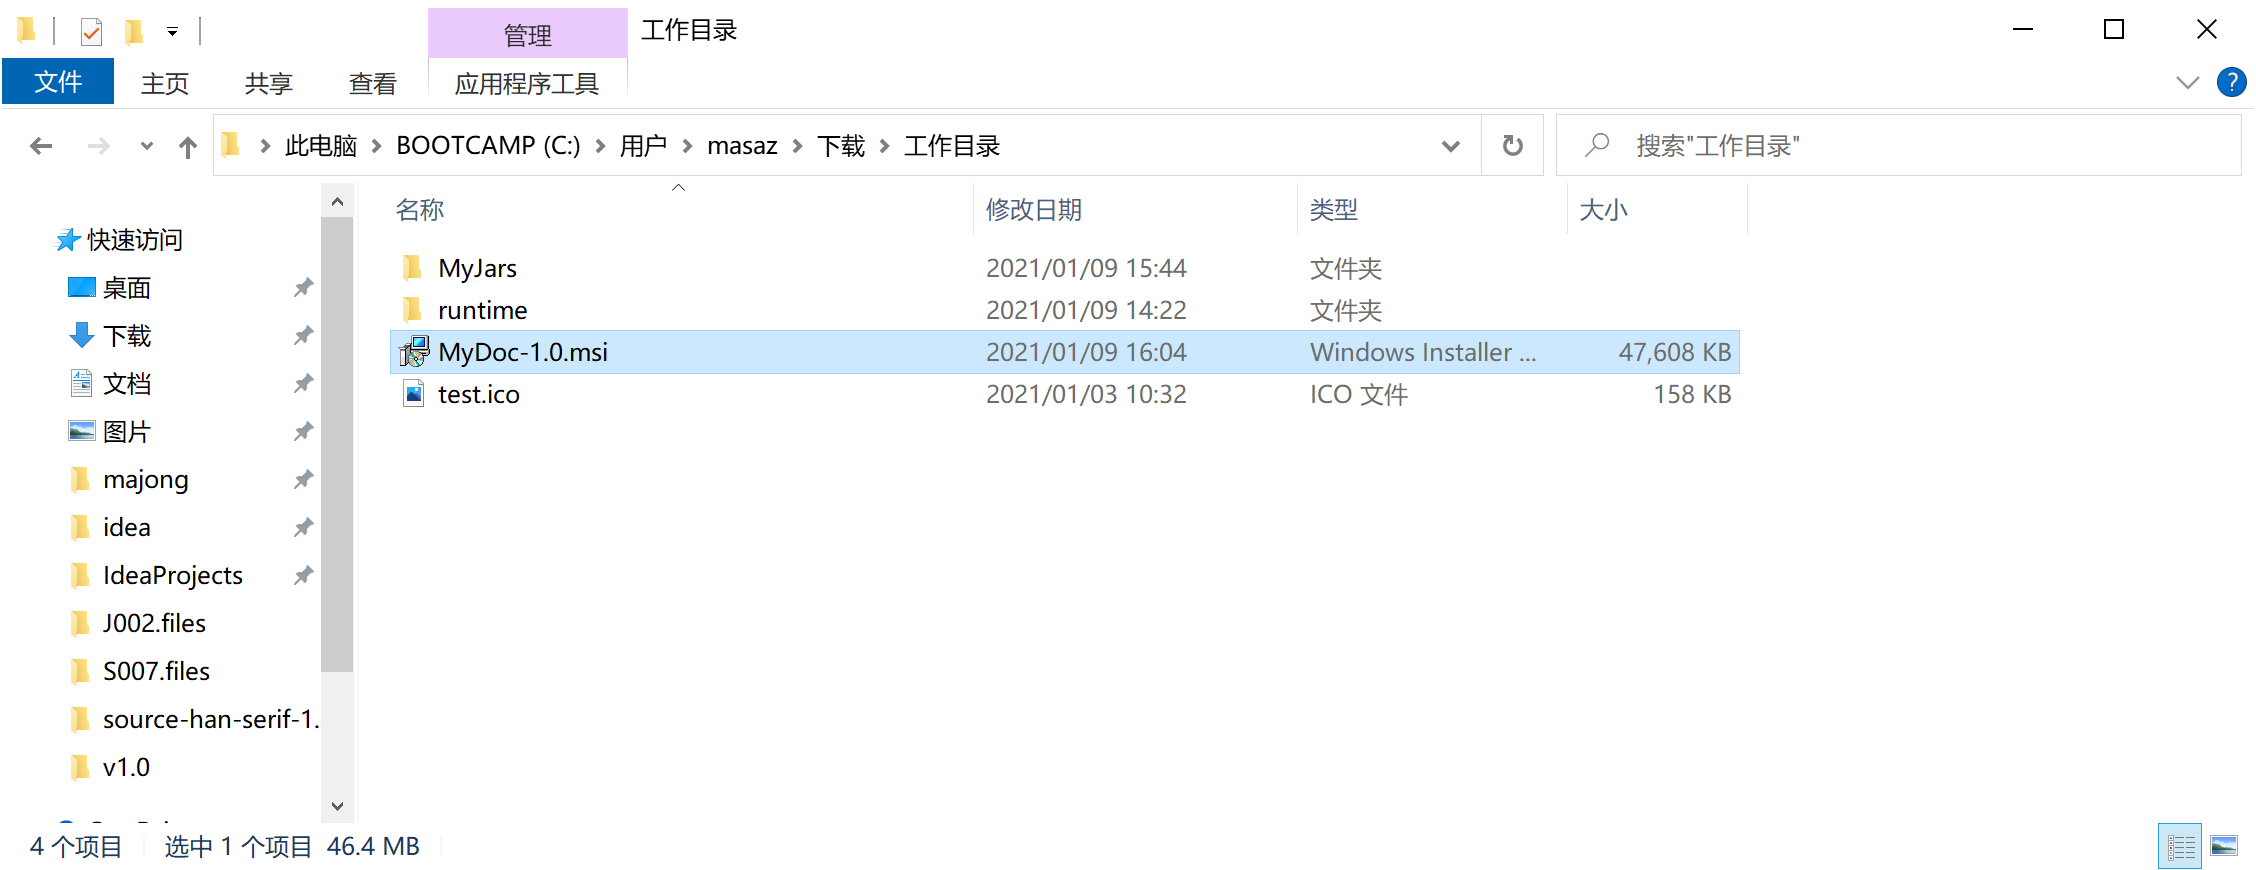 管理
工作目录
文件
主页
共享
查看
应用程序工具
?
此电脑 BOOTCAMP (C:) 用户 masaz 下载 工作目录
搜索"工作目录"
名称 修改日期 类型 大小
MyJars 2021/01/09 15:44 文件夹
runtime 2021/01/09 14:22 文件夹
MyDoc-1.0.msi 2021/01/09 16:04 Windows Installer ... 47,608 KB
test.ico 2021/01/03 10:32 ICO 文件 158 KB
快速访问
桌面
下载
文档
图片
majong
idea
IdeaProjects
J002.files
S007.files
source-han-serif-1.
v1.0
4 个项目 选中 1 个项目 46.4 MB